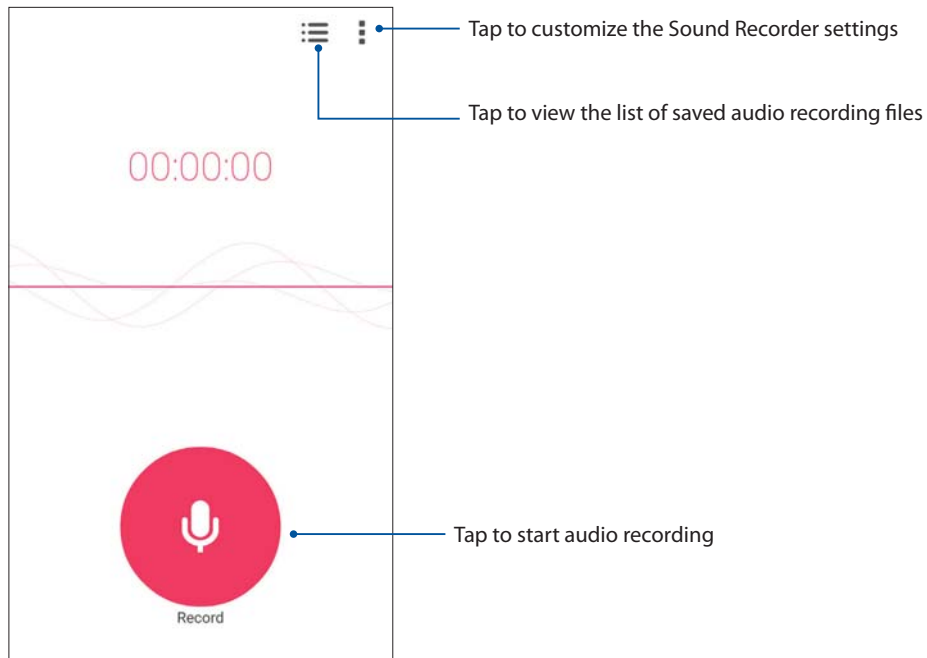 Tap to customize the Sound Recorder settings
Tap to view the list of saved audio recording files
00:00:00
Tap to start audio recording
Record